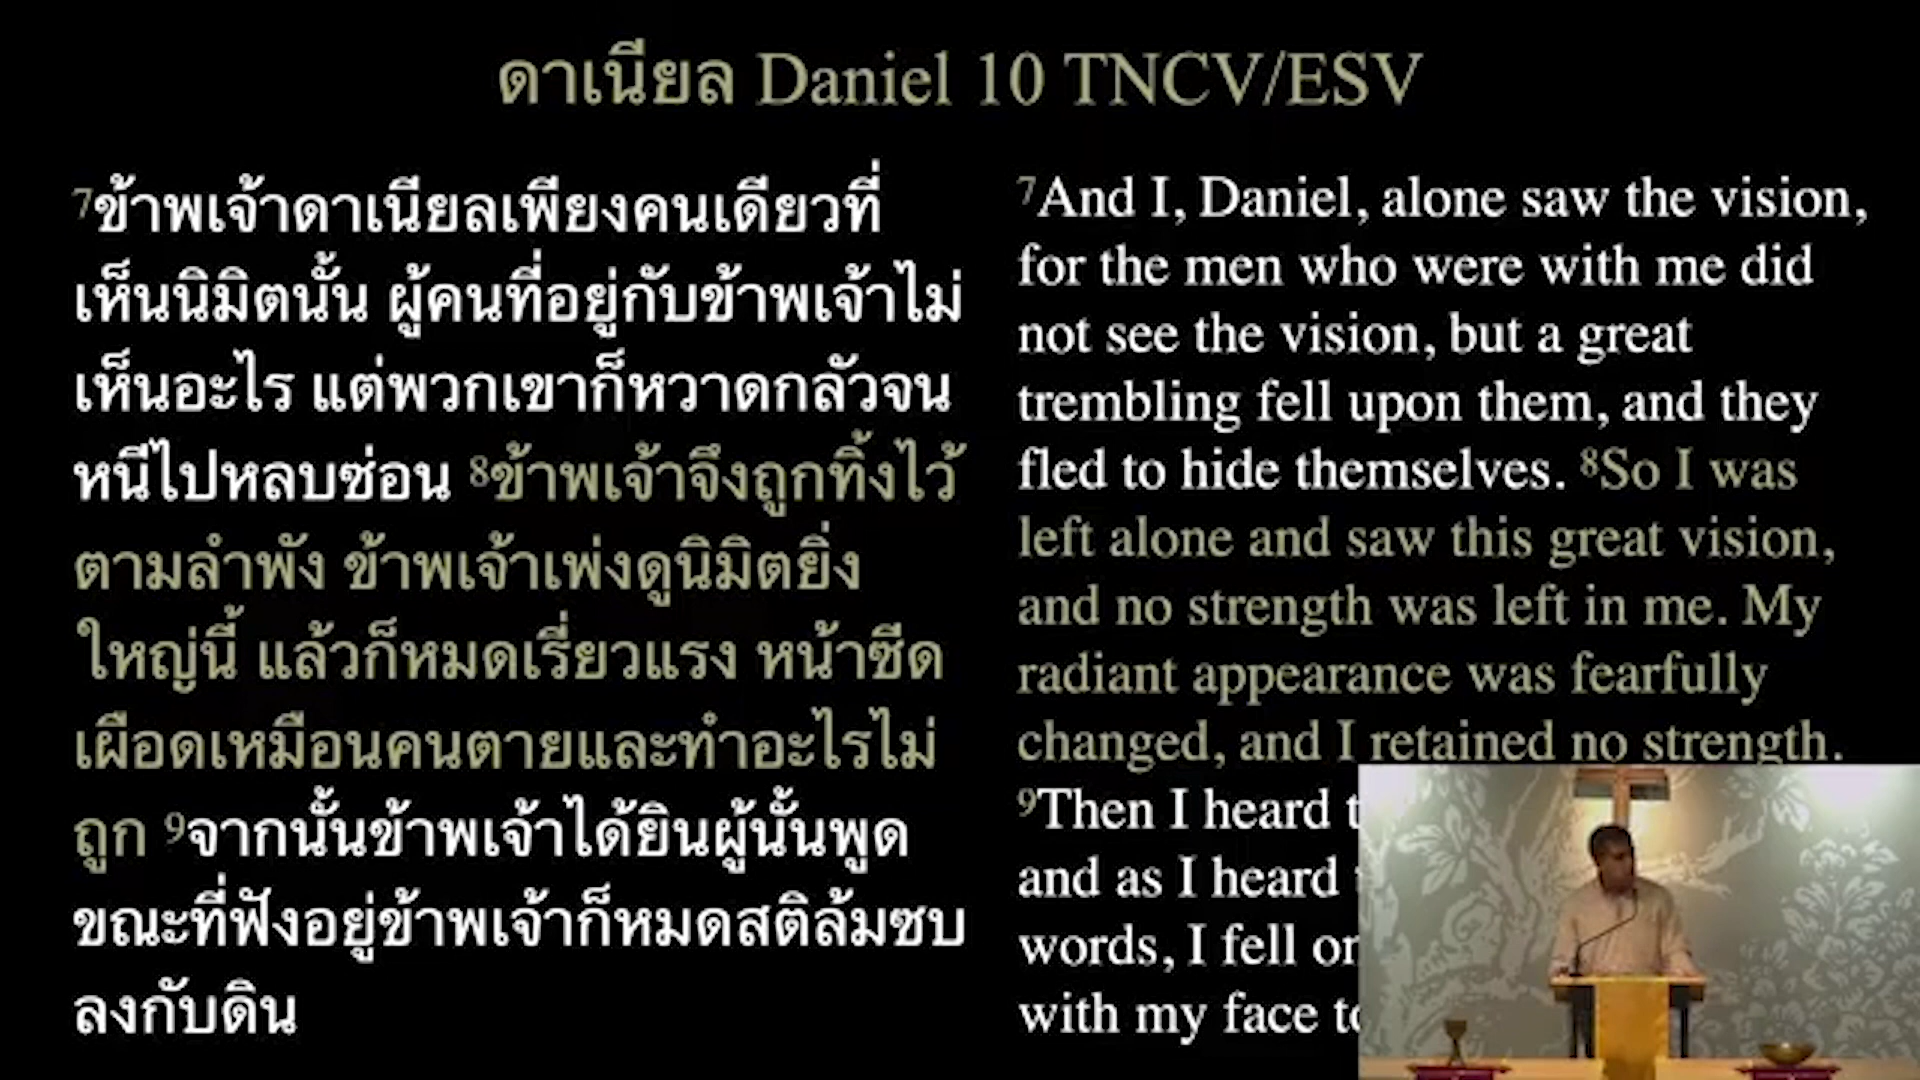 ดาเนียล Daniel 10 TNCV/ESV
7ข้าพเจ้าดาเนียลเพียงคนเดียวที่
เห็นนิมิตนั้น ผู้คนที่อยู่กับข้าพเจ้าไม่
เห็นอะไร แต่พวกเขาก็หวาดกลัวจน
หนีไปหลบซ่อน 8ข้าพเจ้าจึงถูกทิ้งไว้
ตามลำพัง ข้าพเจ้าเพ่งดูนิมิตยิ่ง
ใหญ่นี้ แล้วก็หมดเรี่ยวแรง หน้าซีด
เผือดเหมือนคนตายและทำอะไรไม่
ถูก 9จากนั้นข้าพเจ้าได้ยินผู้นั้นพูด
ขณะที่ฟังอยู่ข้าพเจ้าก็หมดสติล้มซบ
ลงกับดิน
7And I, Daniel, alone saw the vision,
for the men who were with me did
not see the vision, but a great
trembling fell upon them, and they
fled to hide themselves. 8So I was
left alone and saw this great vision,
and no strength was left in me. My
radiant appearance was fearfully
changed, and I retained no strength.
9Then I heard
and as I heard
words, I fell on
with my face to